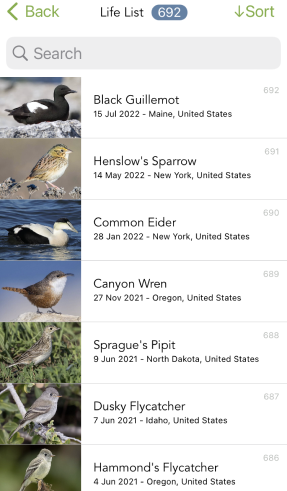 Back
Life List 692
↓Sort
Search
692
Black Guillemot
15 Jul 2022 - Maine, United States
691
Henslow's Sparrow
14 May 2022 - New York, United States
690
Common Eider
28 Jan 2022 - New York, United States
689
Canyon Wren
27 Nov 2021 - Oregon, United States
688
Sprague's Pipit
9 Jun 2021 - North Dakota, United States
687
Dusky Flycatcher
7 Jun 2021 - Idaho, United States
686
Hammond's Flycatcher
4 Jun 2021 - Oregon, United States